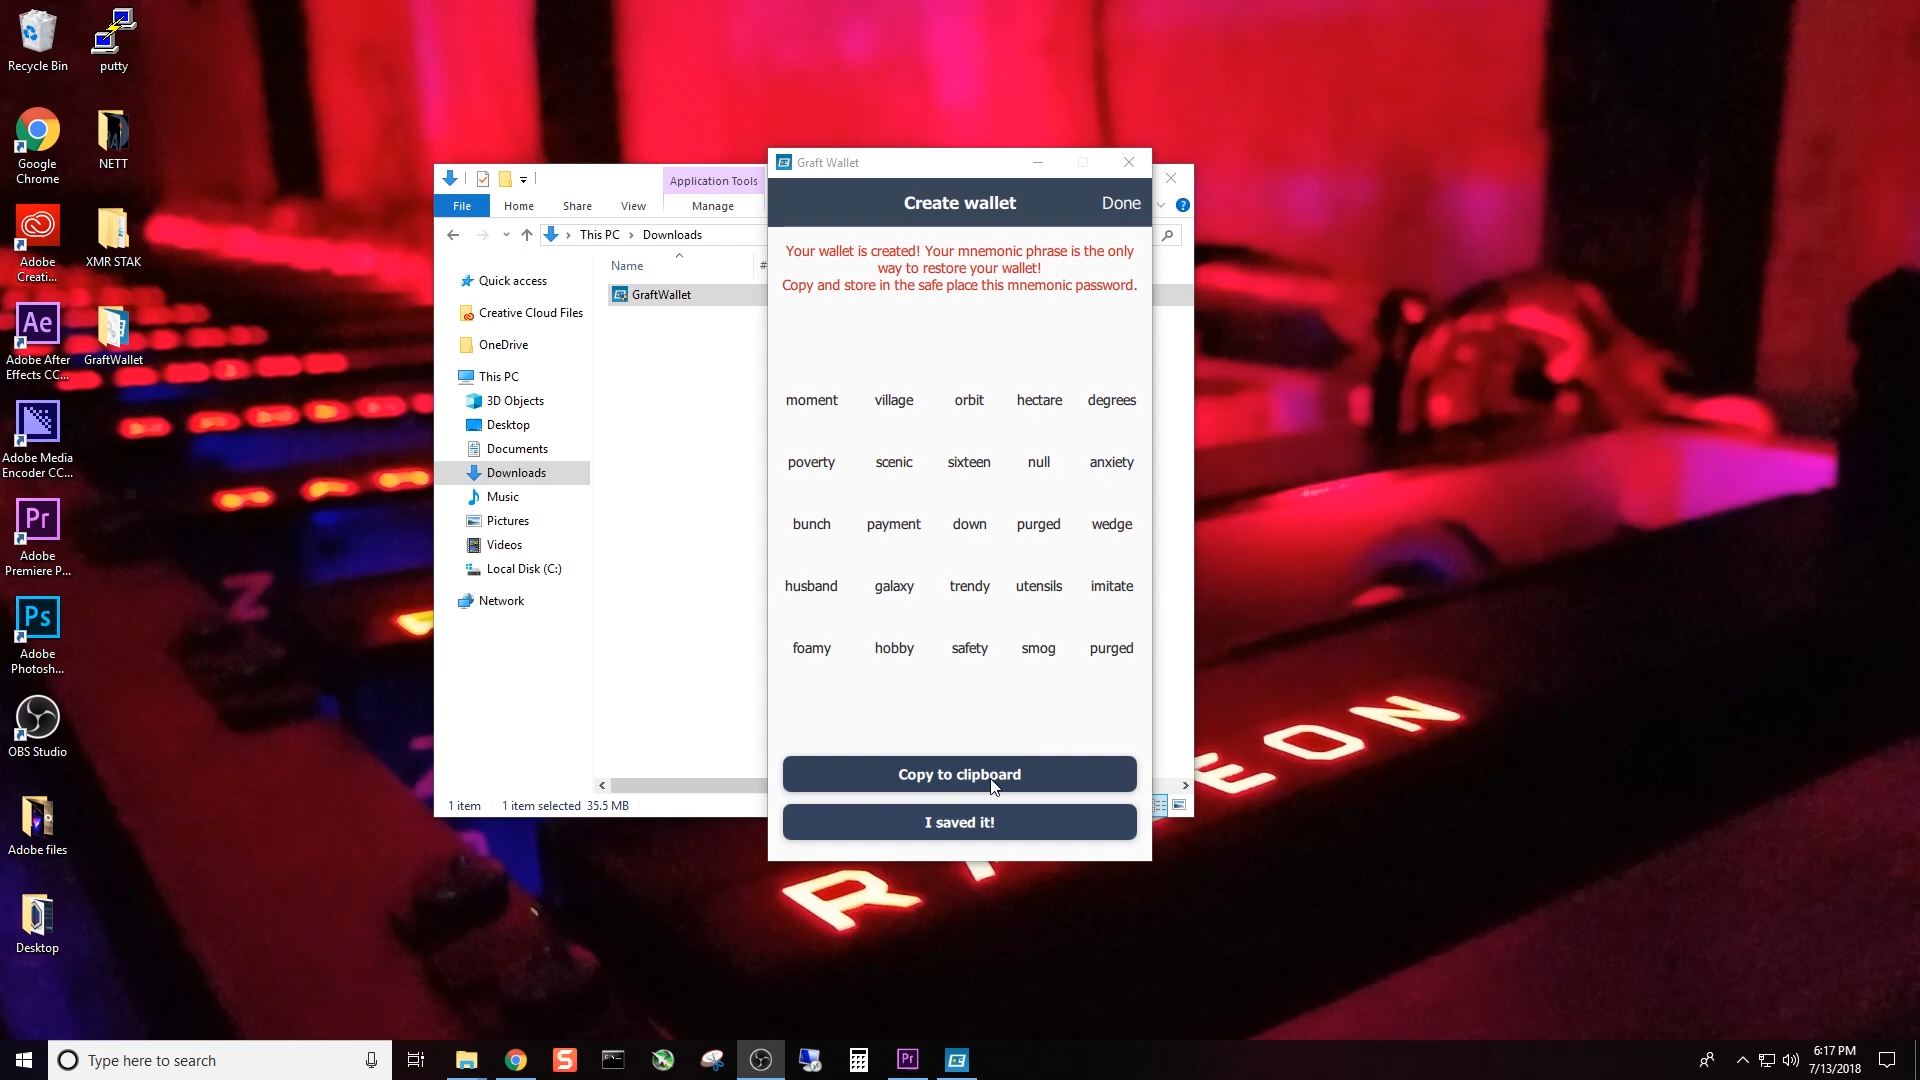 Recycle Bin
putty
Google
Chrome
NETT
Adobe
Creati...
XMR STAK
Adobe After
Effects CC...
GraftWallet
Adobe Media
Encoder CC...
Adobe
Premiere P...
Adobe
Photosh...
OBS Studio
Adobe files
Desktop
Application Tools
File
Home
Share
View
Manage
This PC
Downloads
Name
#
GraftWallet
Quick access
Creative Cloud Files
OneDrive
This PC
3D Objects
Desktop
Documents
Downloads
Music
Pictures
Videos
Local Disk (C:)
Network
1 item 1 item selected 35.5 MB
Graft Wallet
Create wallet
Done
Your wallet is created! Your mnemonic phrase is the only
way to restore your wallet!
Copy and store in the safe place this mnemonic password.
moment village orbit hectare degrees
poverty scenic sixteen null anxiety
bunch payment down purged wedge
husband galaxy trendy utensils imitate
foamy hobby safety smog purged
Copy to clipboard
I saved it!
Type here to search
6:17 PM
7/13/2018
Ae
Pr
Ps
Pr